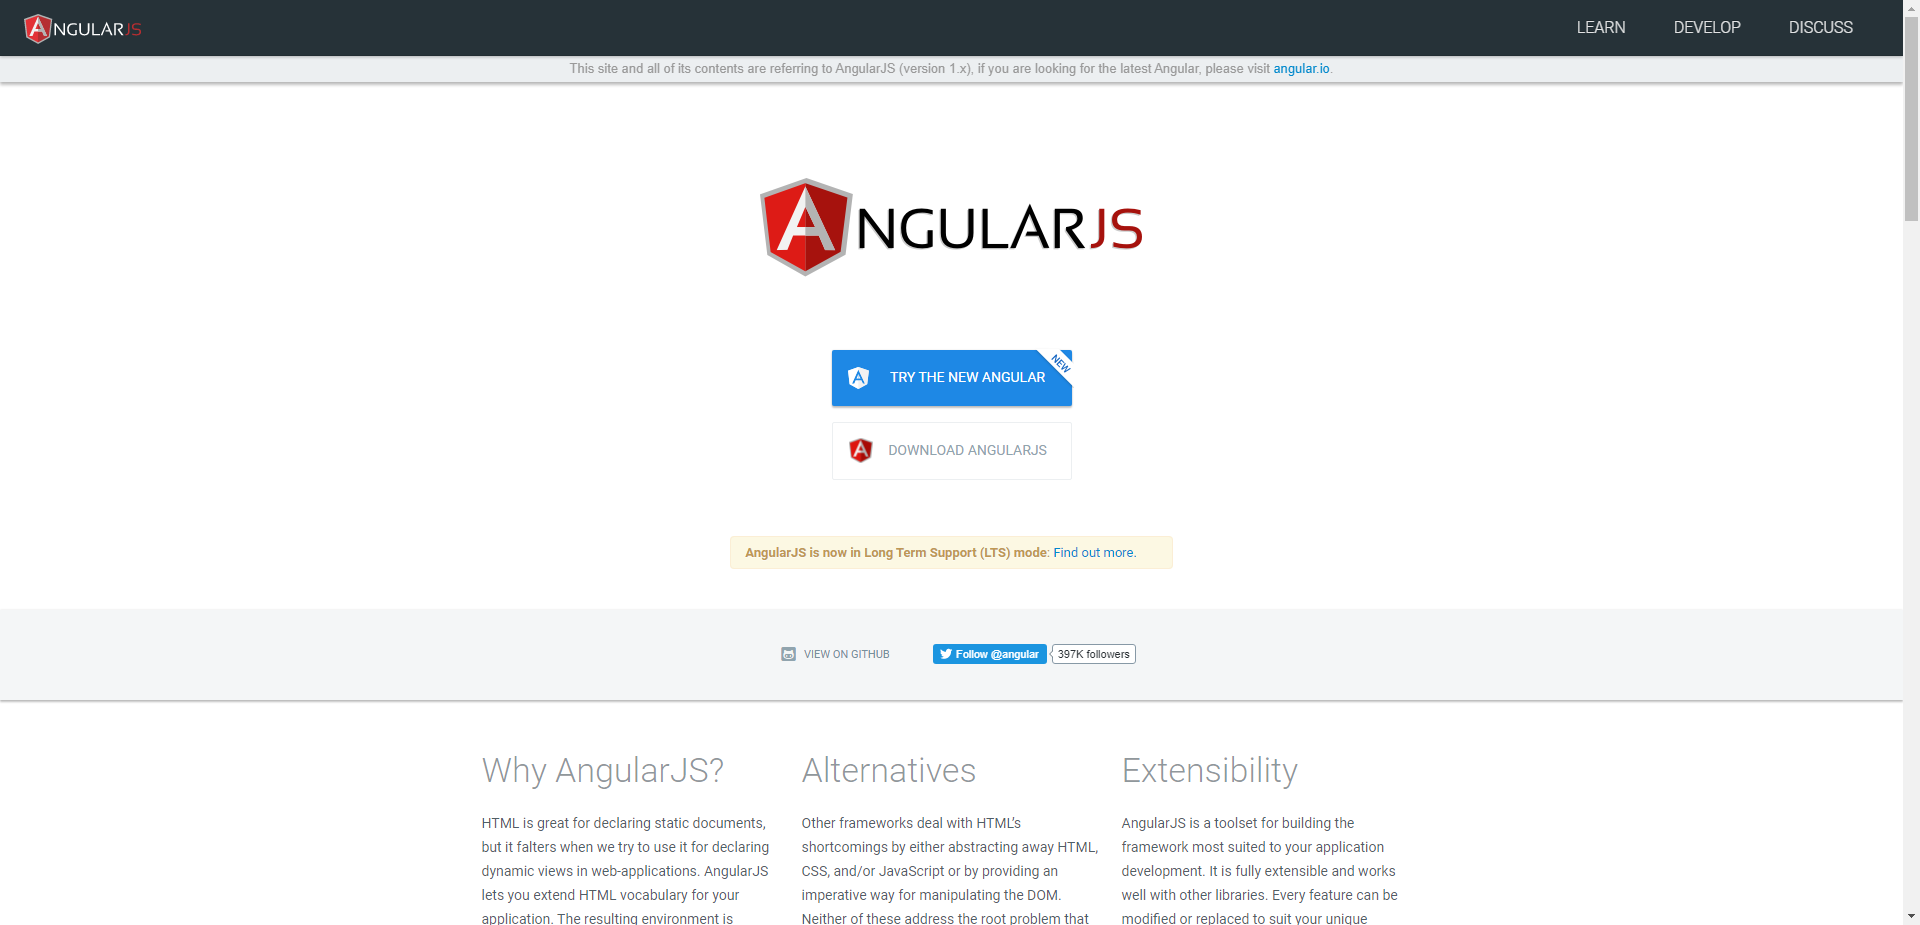 NGULARJS
LEARN DEVELOP DISCUSS
This site and all of its contents are referring to AngularJS (version 1.x), if you are looking for the latest Angular, please visit angular.io.
ANGULARJS
TRY THE NEW ANGULAR
NEW
DOWNLOAD ANGULARJS
AngularJS is now in Long Term Support (LTS) mode: Find out more.
VIEW ON GITHUB
Follow @angular
397K followers
Why AngularJS?
HTML is great for declaring static documents,
but it falters when we try to use it for declaring
dynamic views in web-applications. AngularJS
lets you extend HTML vocabulary for your
application. The resulting environment is
Alternatives
Other frameworks deal with HTML’s
shortcomings by either abstracting away HTML,
CSS, and/or JavaScript or by providing an
imperative way for manipulating the DOM.
Neither of these address the root problem that
Extensibility
AngularJS is a toolset for building the
framework most suited to your application
development. It is fully extensible and works
well with other libraries. Every feature can be
modified or replaced to suit your unique